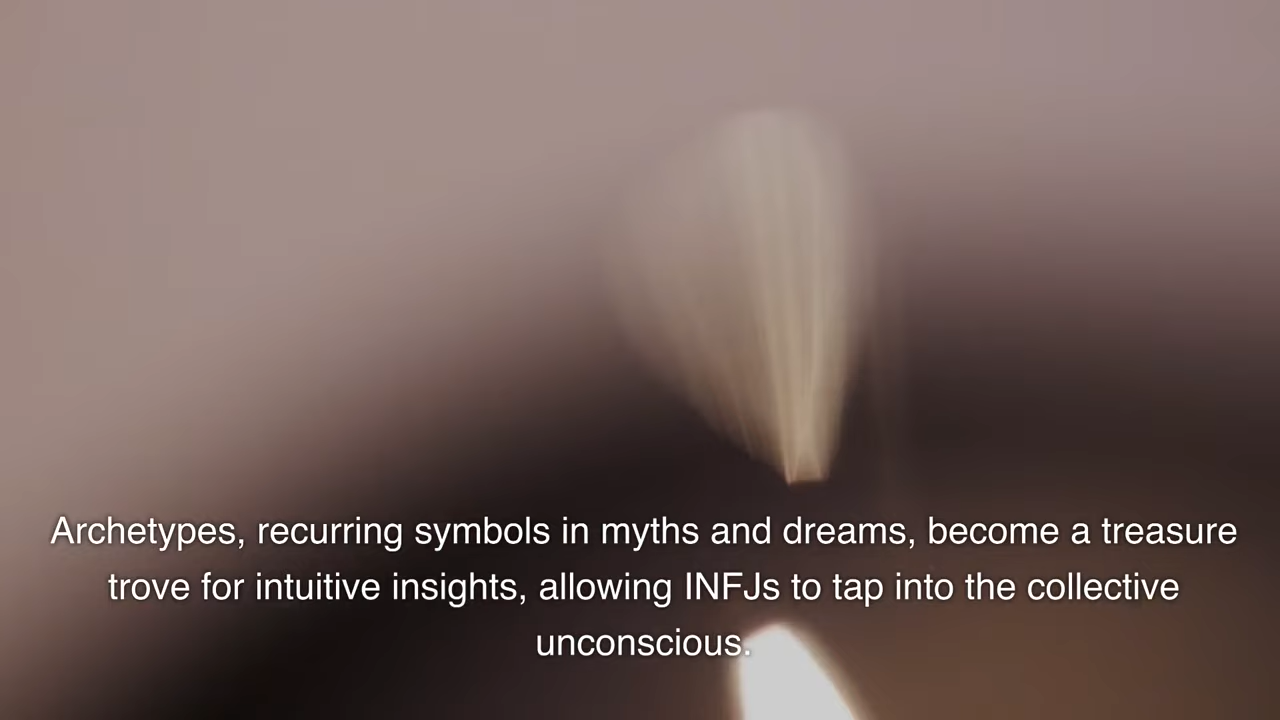 Archetypes, recurring symbols in myths and dreams, become a treasure
trove for intuitive insights, allowing INFJs to tap into the collective
unconscious.